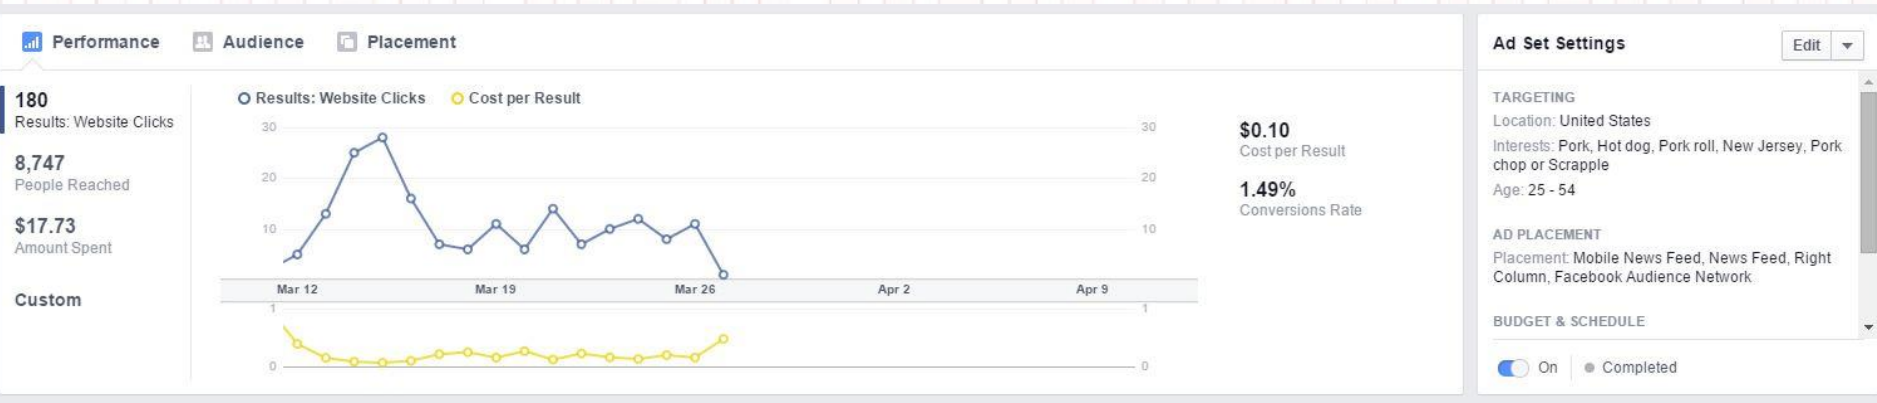 Performance
Audience
Placement
180
Results: Website Clicks
8,747
People Reached
$17.73
Amount Spent
Custom
Results: Website Clicks
Cost per Result
30
30
20
20
10
10
Mar 12
Mar 19
Mar 26
Apr 2
Apr 9
1
1
0
0
$0.10
Cost per Result
1.49%
Conversions Rate
Ad Set Settings
Edit
TARGETING
Location: United States
Interests: Pork, Hot dog, Pork roll, New Jersey, Pork
chop or Scrapple
Age: 25 - 54
AD PLACEMENT
Placement: Mobile News Feed, News Feed, Right
Column, Facebook Audience Network
BUDGET & SCHEDULE
On
Completed